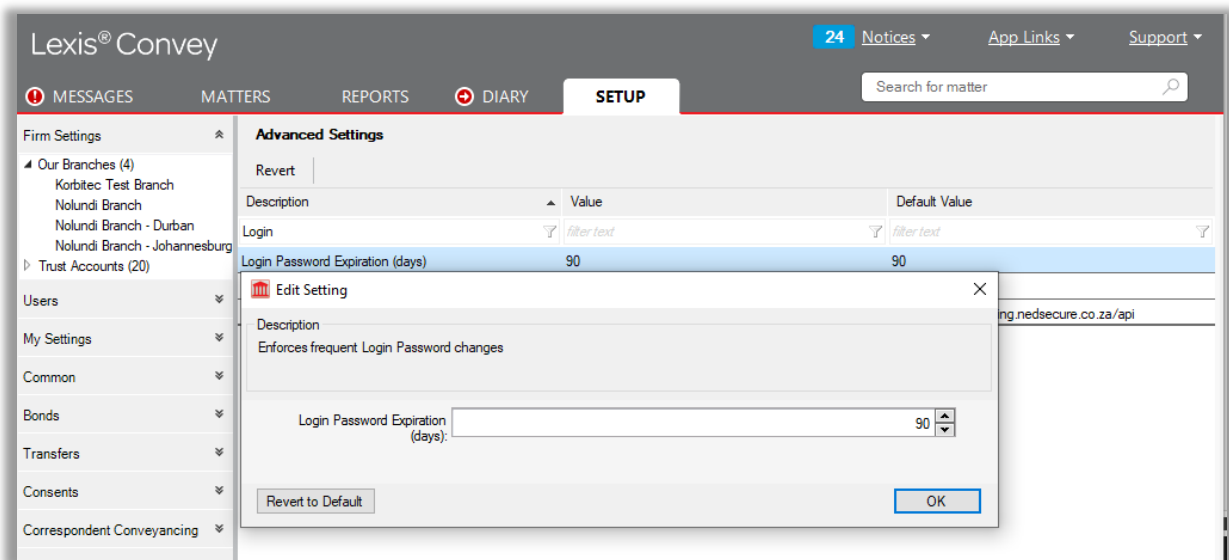 Lexis® Convey
24 Notices App Links Support
MESSAGES MATTERS REPORTS DIARY SETUP
Search for matter
Firm Settings
Our Branches (4)
Korbitec Test Branch
Nolundi Branch
Nolundi Branch - Durban
Nolundi Branch - Johannesburg
Trust Accounts (20)
Users
My Settings
Common
Bonds
Transfers
Consents
Correspondent Conveyancing
Advanced Settings
Revert
Description Value Default Value
Login filter text filter text
Login Password Expiration (days) 90 90
ing.nedsecure.co.za/api
Edit Setting
Description
Enforces frequent Login Password changes
Login Password Expiration
(days): 90
Revert to Default OK